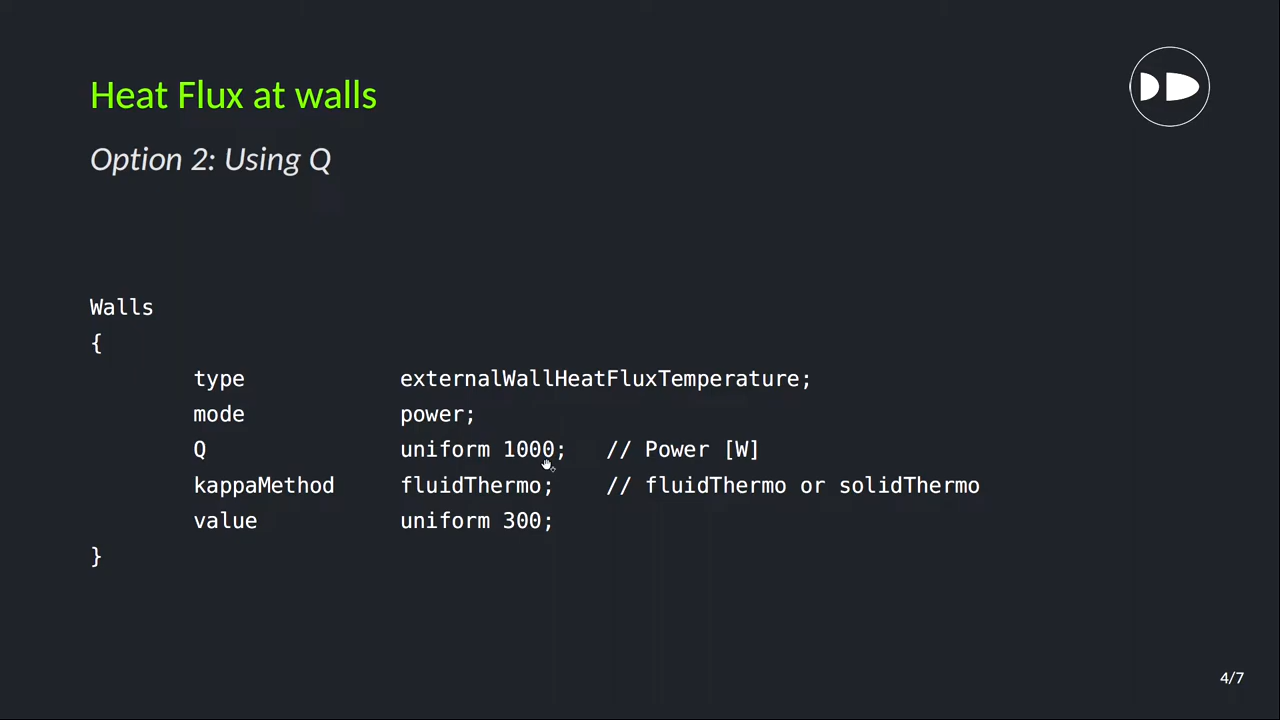 Heat Flux at walls
Option 2: Using Q
Walls
{
type externalWallHeatFluxTemperature;
mode power;
Q uniform 1000; // Power [W]
kappaMethod fluidThermo; // fluidThermo or solidThermo
value uniform 300;
}
4/7